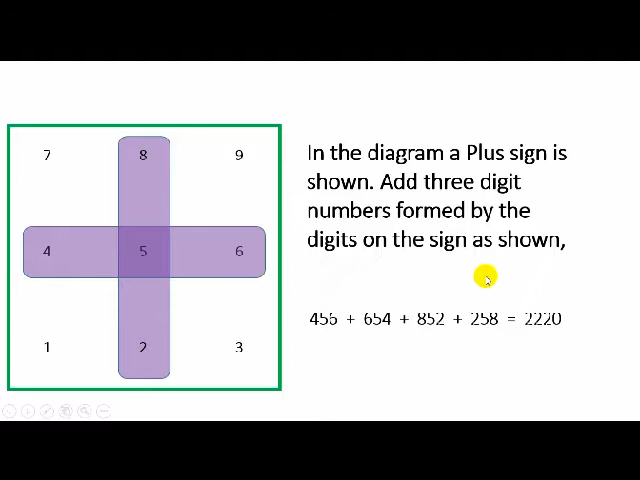 7 8 9
4 5 6
1 2 3
In the diagram a Plus sign is
shown. Add three digit
numbers formed by the
digits on the sign as shown,
456 + 654 + 852 + 258 = 2220